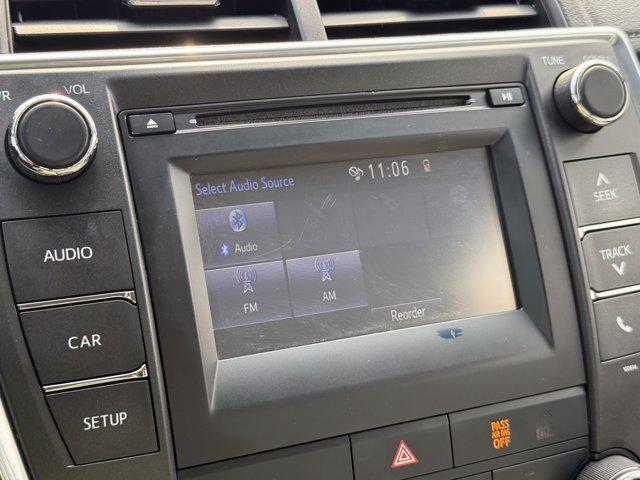 VOL
TUNE
SCROLL
11:06
Select Audio Source
Audio
FM
AM
Reorder
AUDIO
CAR
SETUP
SEEK
TRACK
PASS
AIR BAG
OFF